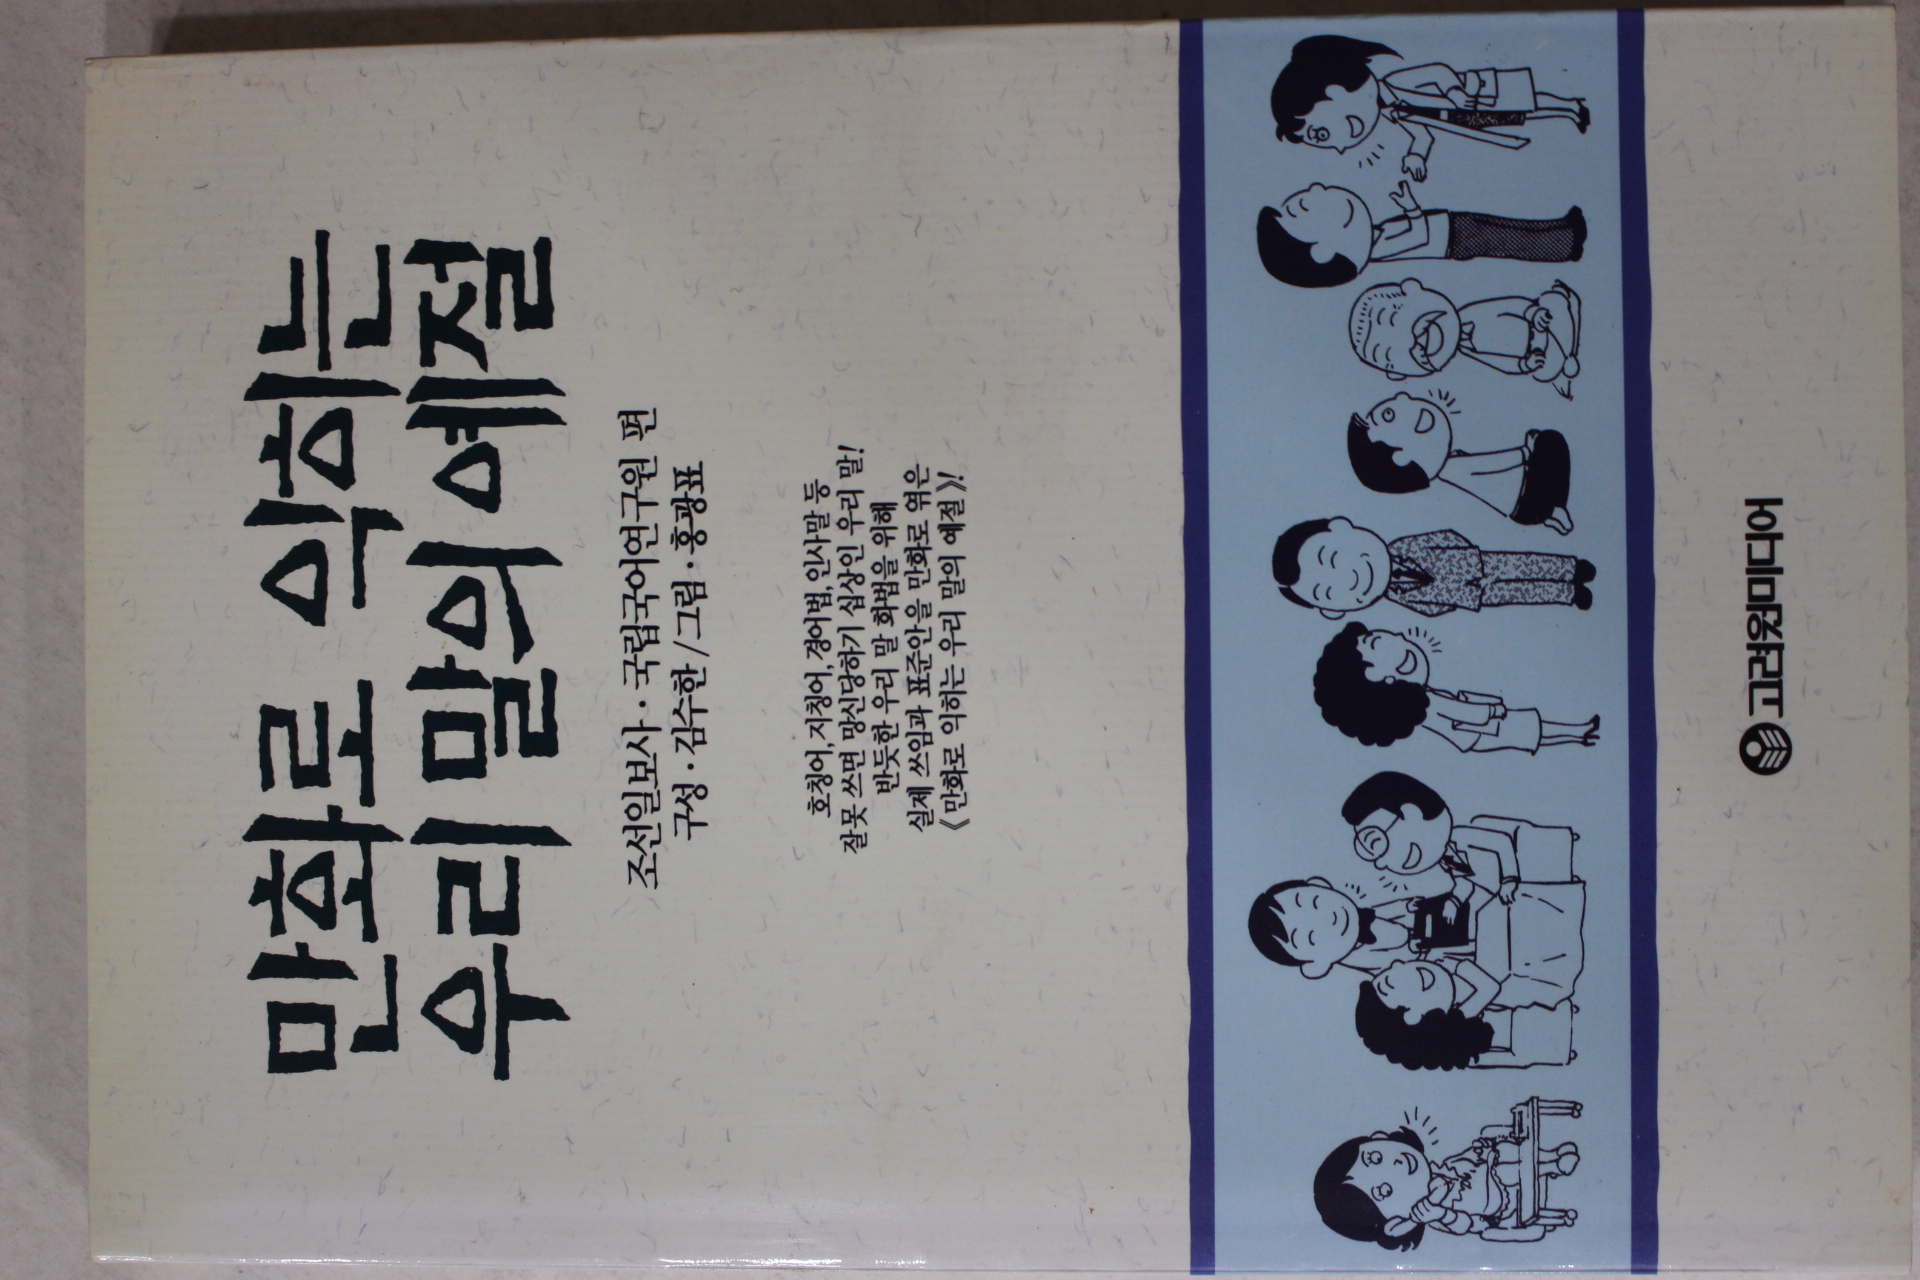 만화로 익히는
우리 말의 예절
조선일보사·국립국어연구원 편
구성·김수한/그림·홍광표
호칭어,지칭어,경어법,인사말 등
잘못 쓰면 망신당하기 십상인 우리 말!
반듯한 우리 말 화법을 위해
실제 쓰임과 표준안을 만화로 엮은
《만화로 익히는 우리 말의 예절》!
고려원미디어